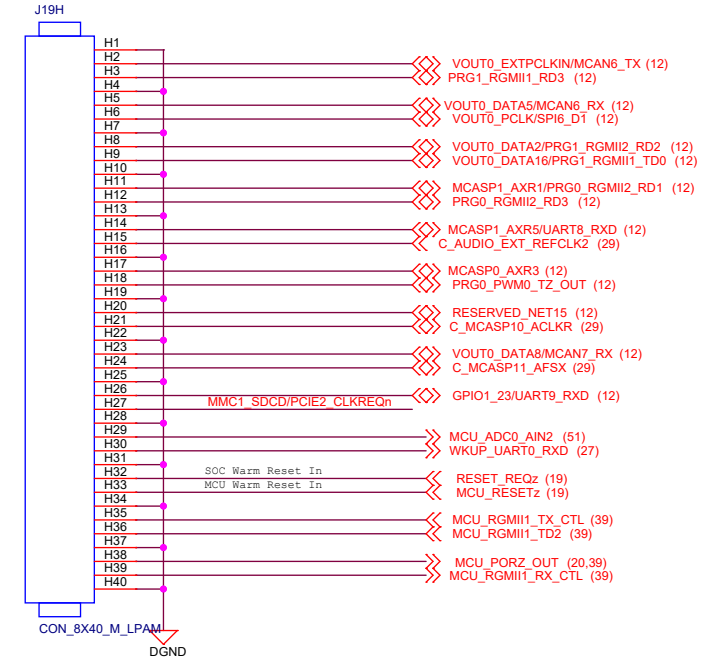 J19H
H1
H2 VOUT0_EXTPCLKIN/MCAN6_TX (12)
H3 PRG1_RGMII1_RD3 (12)
H4
H5 VOUT0_DATA5/MCAN6_RX (12)
H6 VOUT0_PCLK/SPI6_D1 (12)
H7
H8 VOUT0_DATA2/PRG1_RGMII2_RD2 (12)
H9 VOUT0_DATA16/PRG1_RGMII1_TD0 (12)
H10
H11 MCASP1_AXR1/PRG0_RGMII2_RD1 (12)
H12 PRG0_RGMII2_RD3 (12)
H13
H14 MCASP1_AXR5/UART8_RXD (12)
H15 C_AUDIO_EXT_REFCLK2 (29)
H16
H17 MCASP0_AXR3 (12)
H18 PRG0_PWM0_TZ_OUT (12)
H19
H20 RESERVED_NET15 (12)
H21 C_MCASP10_ACLKR (29)
H22
H23 VOUT0_DATA8/MCAN7_RX (12)
H24 C_MCASP11_AFSX (29)
H25
H26 GPIO1_23/UART9_RXD (12)
H27 MMC1_SDCD/PCIE2_CLKREQn
H28
H29 MCU_ADC0_AIN2 (51)
H30 WKUP_UART0_RXD (27)
H31
H32 SOC Warm Reset In RESET_REQz (19)
H33 MCU Warm Reset In MCU_RESETz (19)
H34
H35 MCU_RGMII1_TX_CTL (39)
H36 MCU_RGMII1_TD2 (39)
H37
H38 MCU_PORZ_OUT (20,39)
H39 MCU_RGMII1_RX_CTL (39)
H40
CON_8X40_M_LPAM
DGND